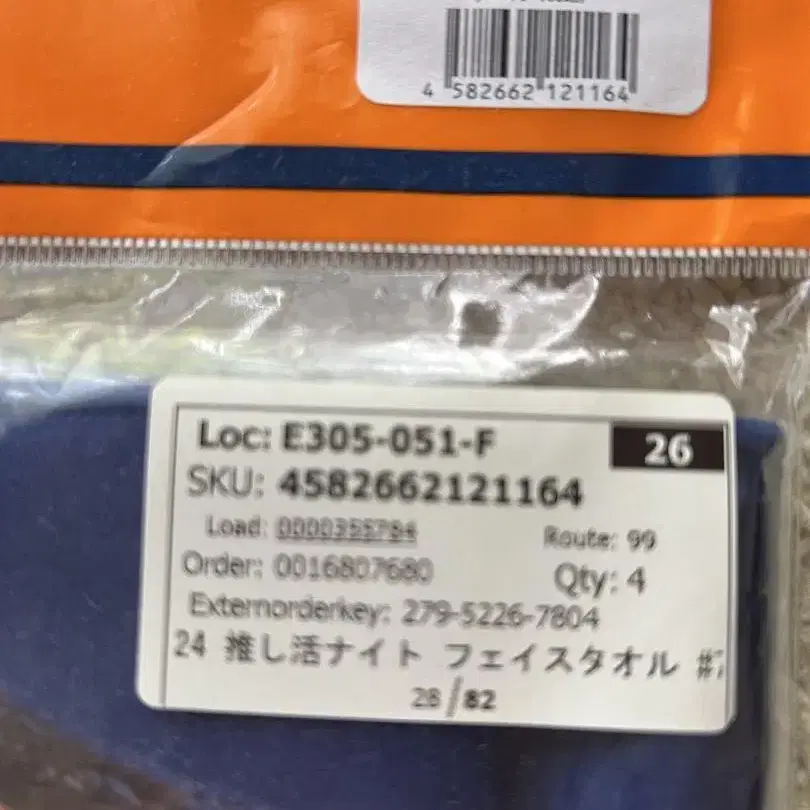 4 582662 121164
Loc: E305-051-F 26
SKU: 4582662121164
Load: 0000355784
Route: 99
Order: 0016807680
Qty: 4
Externorderkey: 279-5226-7804
24 推し活ナイト フェイスタオル #
28/82